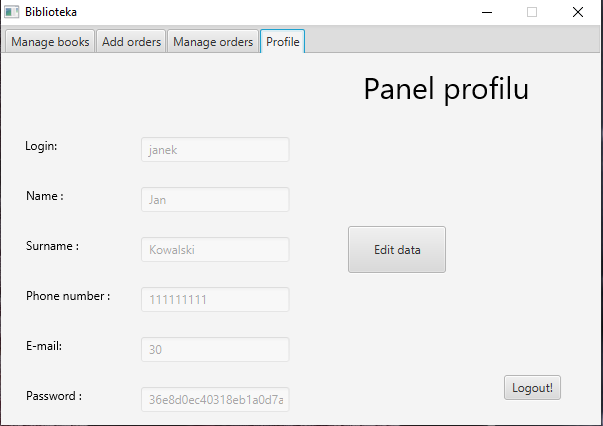 Biblioteka
Manage books Add orders Manage orders Profile
Panel profilu
Login: janek
Name : Jan
Surname : Kowalski
Edit data
Phone number : 111111111
E-mail: 30
Logout!
Password : 36e8d0ec40318eb1a0d7a